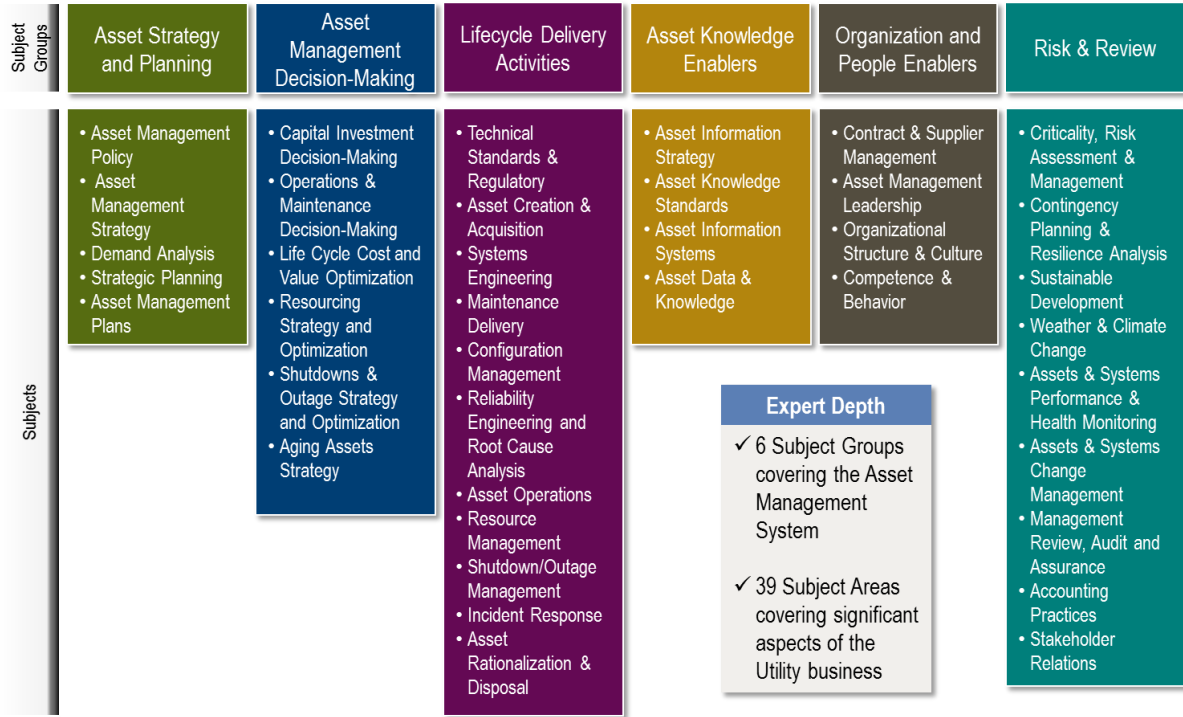 Subject
Groups
Asset Strategy
and Planning
Asset
Management
Decision-Making
Lifecycle Delivery
Activities
Asset Knowledge
Enablers
Organization and
People Enablers
Risk & Review
Subjects
• Asset Management
Policy
• Asset
Management
Strategy
• Demand Analysis
• Strategic Planning
• Asset Management
Plans
• Capital Investment
Decision-Making
• Operations &
Maintenance
Decision-Making
• Life Cycle Cost and
Value Optimization
• Resourcing
Strategy and
Optimization
• Shutdowns &
Outage Strategy
and Optimization
• Aging Assets
Strategy
• Technical
Standards &
Regulatory
• Asset Creation &
Acquisition
• Systems
Engineering
• Maintenance
Delivery
• Configuration
Management
• Reliability
Engineering and
Root Cause
Analysis
• Asset Operations
• Resource
Management
• Shutdown/Outage
Management
• Incident Response
• Asset
Rationalization &
Disposal
• Asset Information
Strategy
• Asset Knowledge
Standards
• Asset Information
Systems
• Asset Data &
Knowledge
• Contract & Supplier
Management
• Asset Management
Leadership
• Organizational
Structure & Culture
• Competence &
Behavior
• Criticality, Risk
Assessment &
Management
• Contingency
Planning &
Resilience Analysis
• Sustainable
Development
• Weather & Climate
Change
• Assets & Systems
Performance &
Health Monitoring
• Assets & Systems
Change
Management
• Management
Review, Audit and
Assurance
• Accounting
Practices
• Stakeholder
Relations
Expert Depth
✓ 6 Subject Groups
covering the Asset
Management
System
✓ 39 Subject Areas
covering significant
aspects of the
Utility business